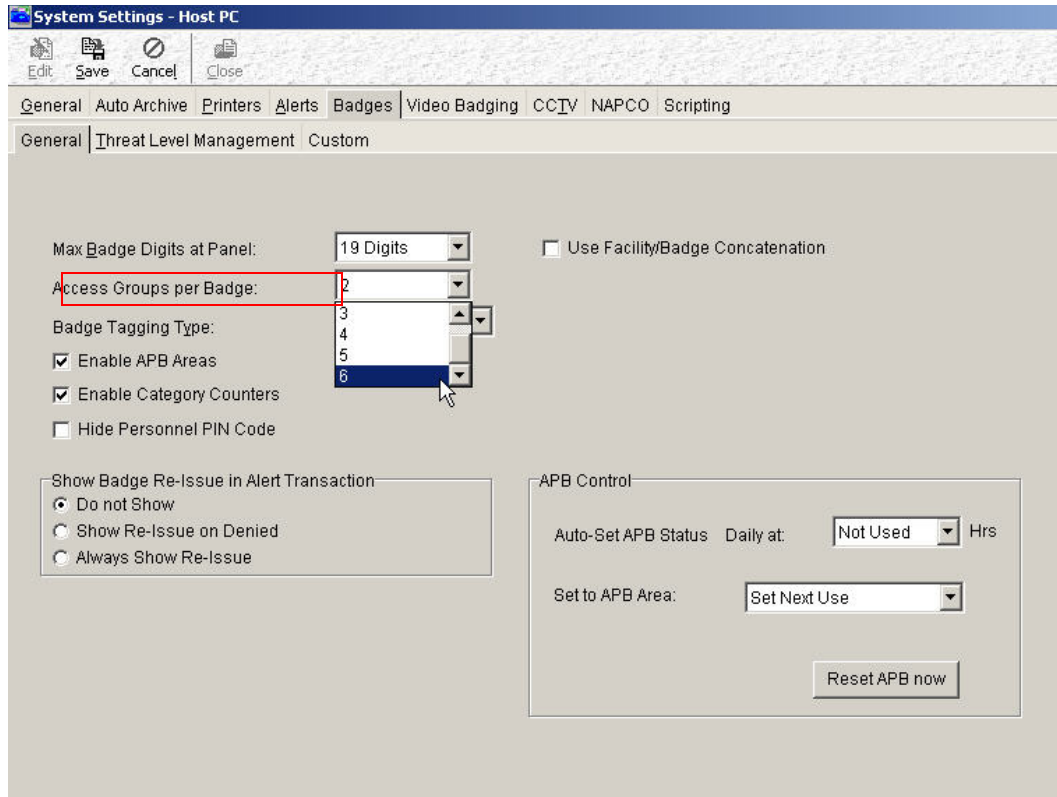 System Settings - Host PC
Edit Save Cancel Close
General Auto Archive Printers Alerts Badges Video Badging CCTV NAPCO Scripting
General Threat Level Management Custom
Max Badge Digits at Panel: 19 Digits Use Facility/Badge Concatenation
Access Groups per Badge: 2
3
Badge Tagging Type:
4
5
Enable APB Areas
6
Enable Category Counters
Hide Personnel PIN Code
Show Badge Re-Issue in Alert Transaction
Do not Show
Show Re-Issue on Denied
Always Show Re-Issue
APB Control
Auto-Set APB Status Daily at: Not Used Hrs
Set to APB Area: Set Next Use
Reset APB now